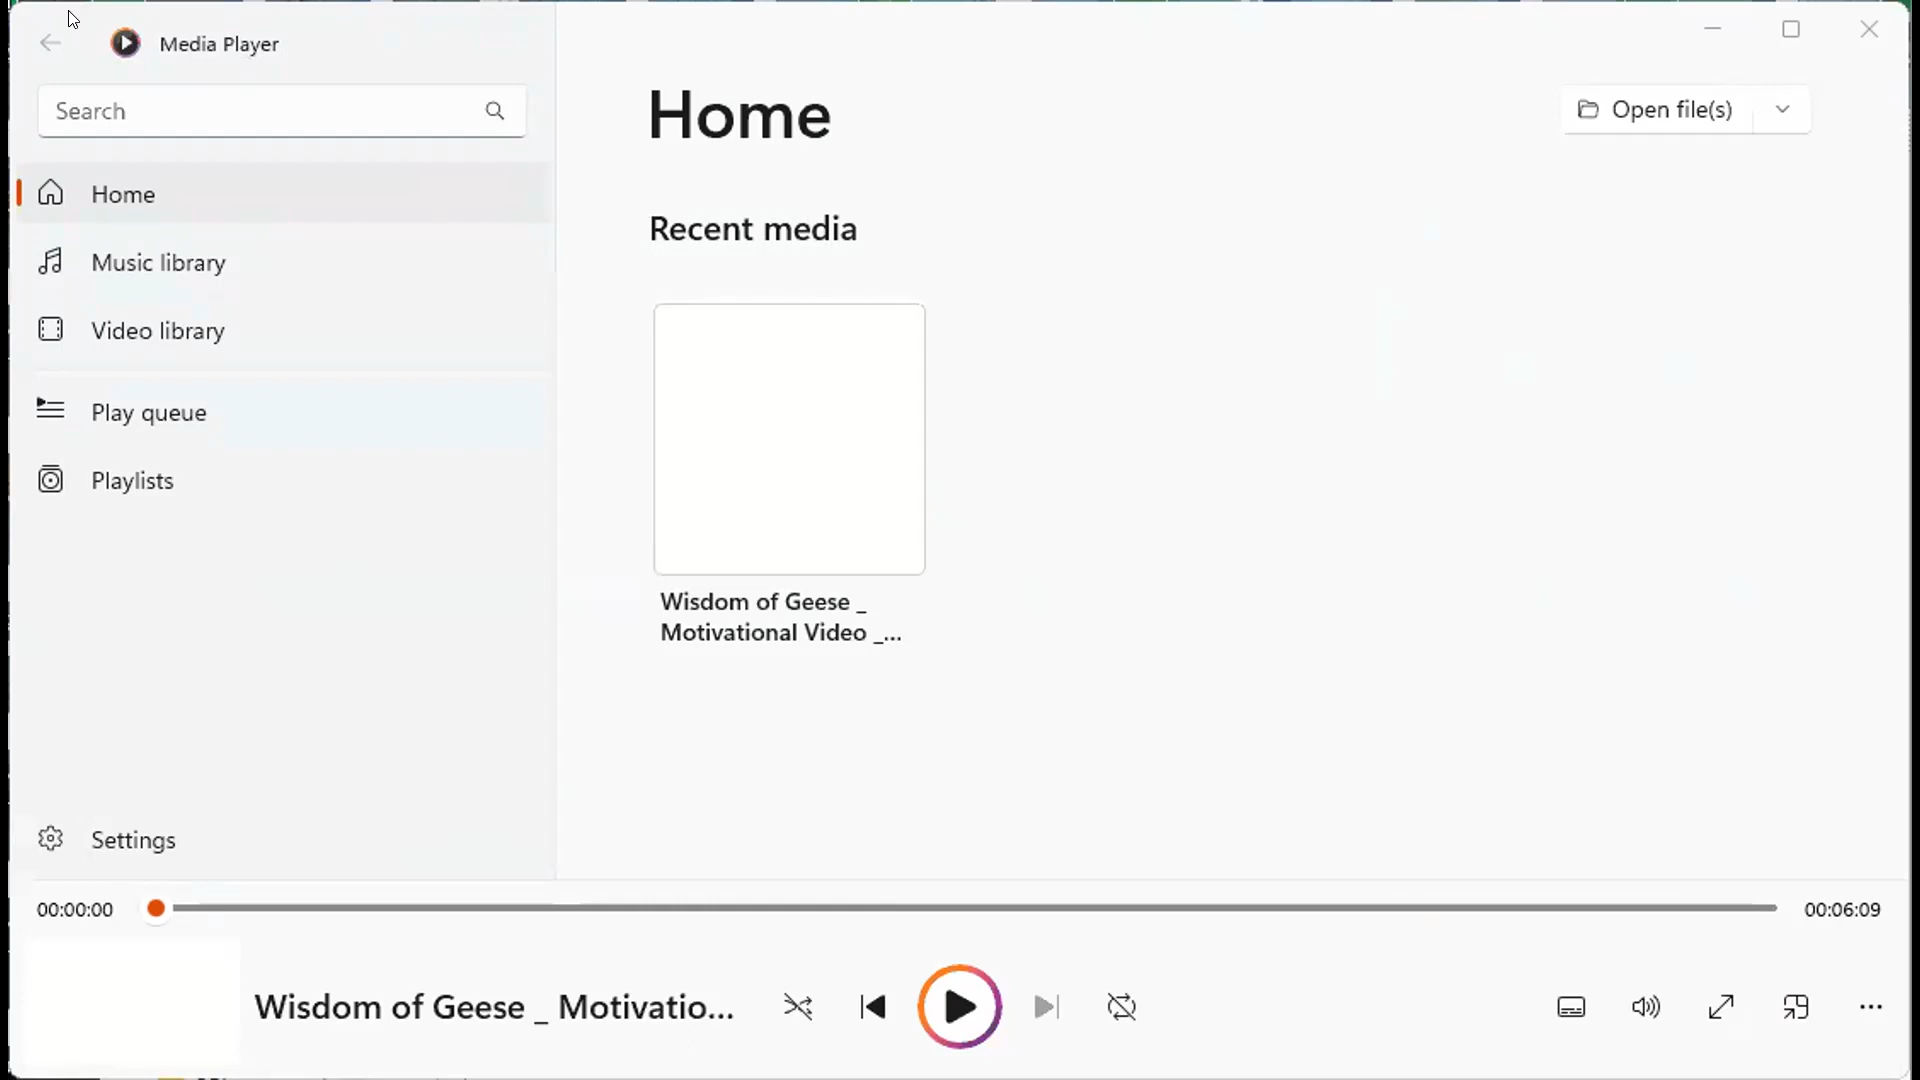 Media Player
Search
Home
Music library
Video library
Play queue
Playlists
Settings
Home
Open file(s)
Recent media
Wisdom of Geese _
Motivational Video _...
00:00:00
00:06:09
Wisdom of Geese _ Motivatio...